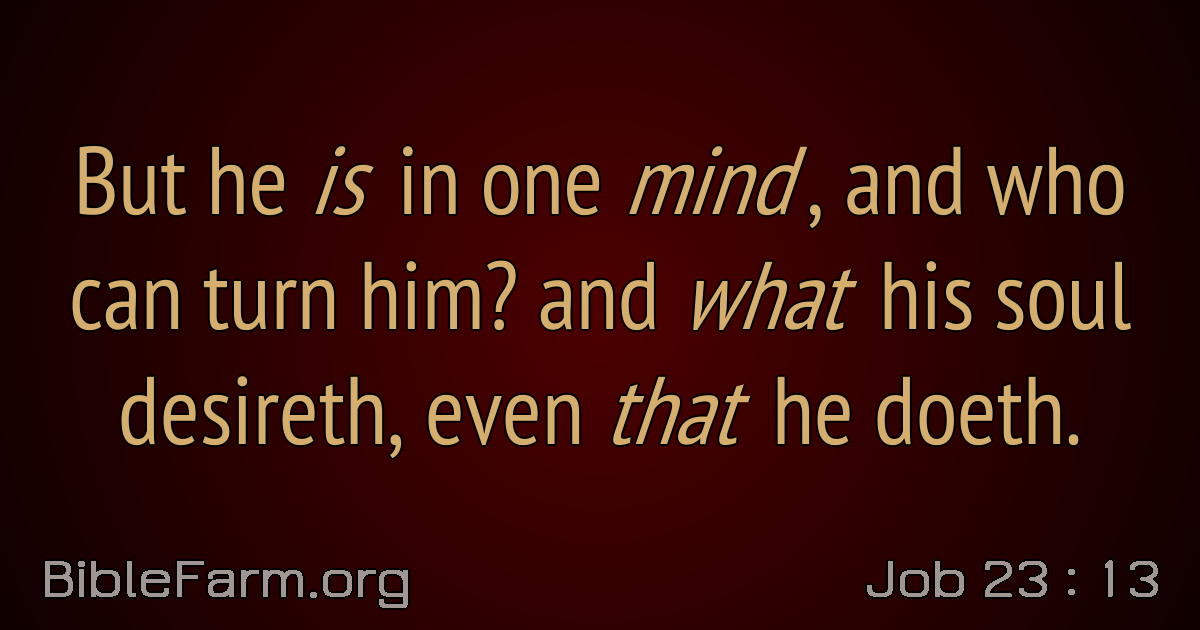 But he is in one mind, and who
can turn him? and what his soul
desireth, even that he doeth.
BibleFarm.org
Job 23 : 13